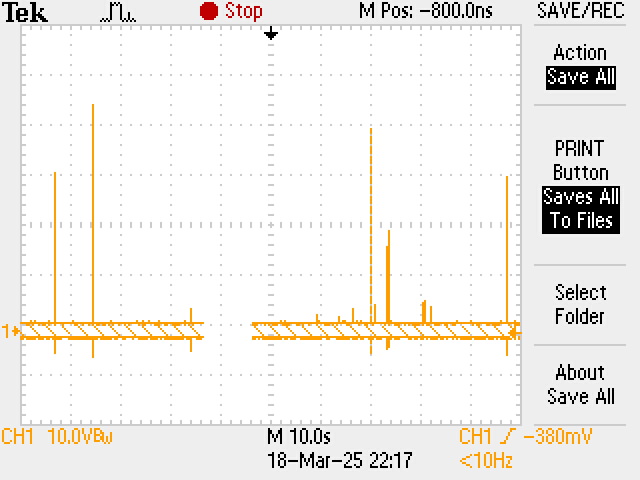 Tek Stop M Pos: -800.0ns SAVE/REC
Action
Save All
PRINT
Button
Saves All
To Files
Select
Folder
About
Save All
1
CH1 10.0VBw M 10.0s CH1 -380mV
18-Mar-25 22:17 <10Hz